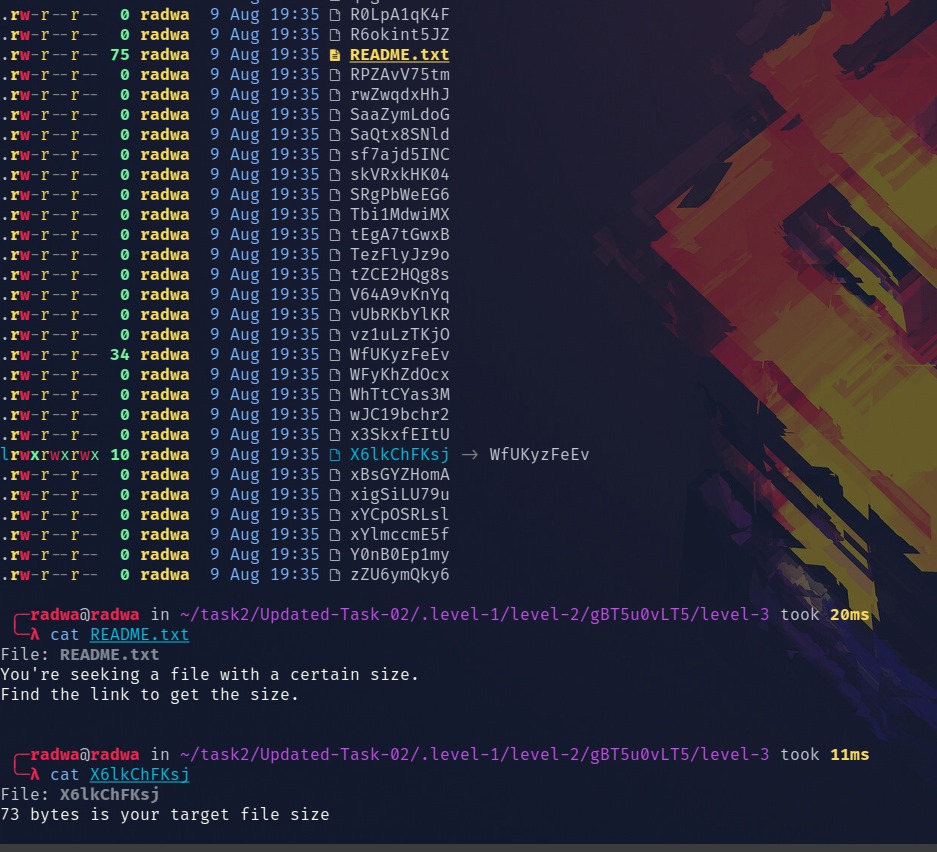 .rw-r--r-- 0 radwa 9 Aug 19:35 R0LpA1qK4F
.rw-r--r-- 0 radwa 9 Aug 19:35 R6okint5JZ
.rw-r--r-- 75 radwa 9 Aug 19:35 README.txt
.rw-r--r-- 0 radwa 9 Aug 19:35 RPZAvV75tm
.rw-r--r-- 0 radwa 9 Aug 19:35 rwZwqdxHhJ
.rw-r--r-- 0 radwa 9 Aug 19:35 SaaZymLdoG
.rw-r--r-- 0 radwa 9 Aug 19:35 SaQtx8SNld
.rw-r--r-- 0 radwa 9 Aug 19:35 sf7ajd5INC
.rw-r--r-- 0 radwa 9 Aug 19:35 skVRxkHK04
.rw-r--r-- 0 radwa 9 Aug 19:35 SRgPbWeEG6
.rw-r--r-- 0 radwa 9 Aug 19:35 Tbi1MdwiMX
.rw-r--r-- 0 radwa 9 Aug 19:35 tEgA7tGwxB
.rw-r--r-- 0 radwa 9 Aug 19:35 TezFlyJz9o
.rw-r--r-- 0 radwa 9 Aug 19:35 tZCE2HQg8s
.rw-r--r-- 0 radwa 9 Aug 19:35 V64A9vKnYq
.rw-r--r-- 0 radwa 9 Aug 19:35 vUbRKbYlKR
.rw-r--r-- 0 radwa 9 Aug 19:35 vz1uLzTKjO
.rw-r--r-- 34 radwa 9 Aug 19:35 WfUKyzFeEv
.rw-r--r-- 0 radwa 9 Aug 19:35 WFyKhZdOcx
.rw-r--r-- 0 radwa 9 Aug 19:35 WhTtCYas3M
.rw-r--r-- 0 radwa 9 Aug 19:35 wJC19bchr2
.rw-r--r-- 0 radwa 9 Aug 19:35 x3SkxfEItU
lrwxrwxrwx 10 radwa 9 Aug 19:35 X6lkChFKsj → WfUKyzFeEv
.rw-r--r-- 0 radwa 9 Aug 19:35 xBsGYZHomA
.rw-r--r-- 0 radwa 9 Aug 19:35 xigSiLU79u
.rw-r--r-- 0 radwa 9 Aug 19:35 xYCpOSRLsl
.rw-r--r-- 0 radwa 9 Aug 19:35 xYlmccmE5f
.rw-r--r-- 0 radwa 9 Aug 19:35 Y0nB0Ep1my
.rw-r--r-- 0 radwa 9 Aug 19:35 zZU6ymQky6
╭─radwa@radwa in ~/task2/Updated-Task-02/.level-1/level-2/gBT5u0vLT5/level-3 took 20ms
╰─λ cat README.txt
File: README.txt
You're seeking a file with a certain size.
Find the link to get the size.
╭─radwa@radwa in ~/task2/Updated-Task-02/.level-1/level-2/gBT5u0vLT5/level-3 took 11ms
╰─λ cat X6lkChFKsj
File: X6lkChFKsj
73 bytes is your target file size